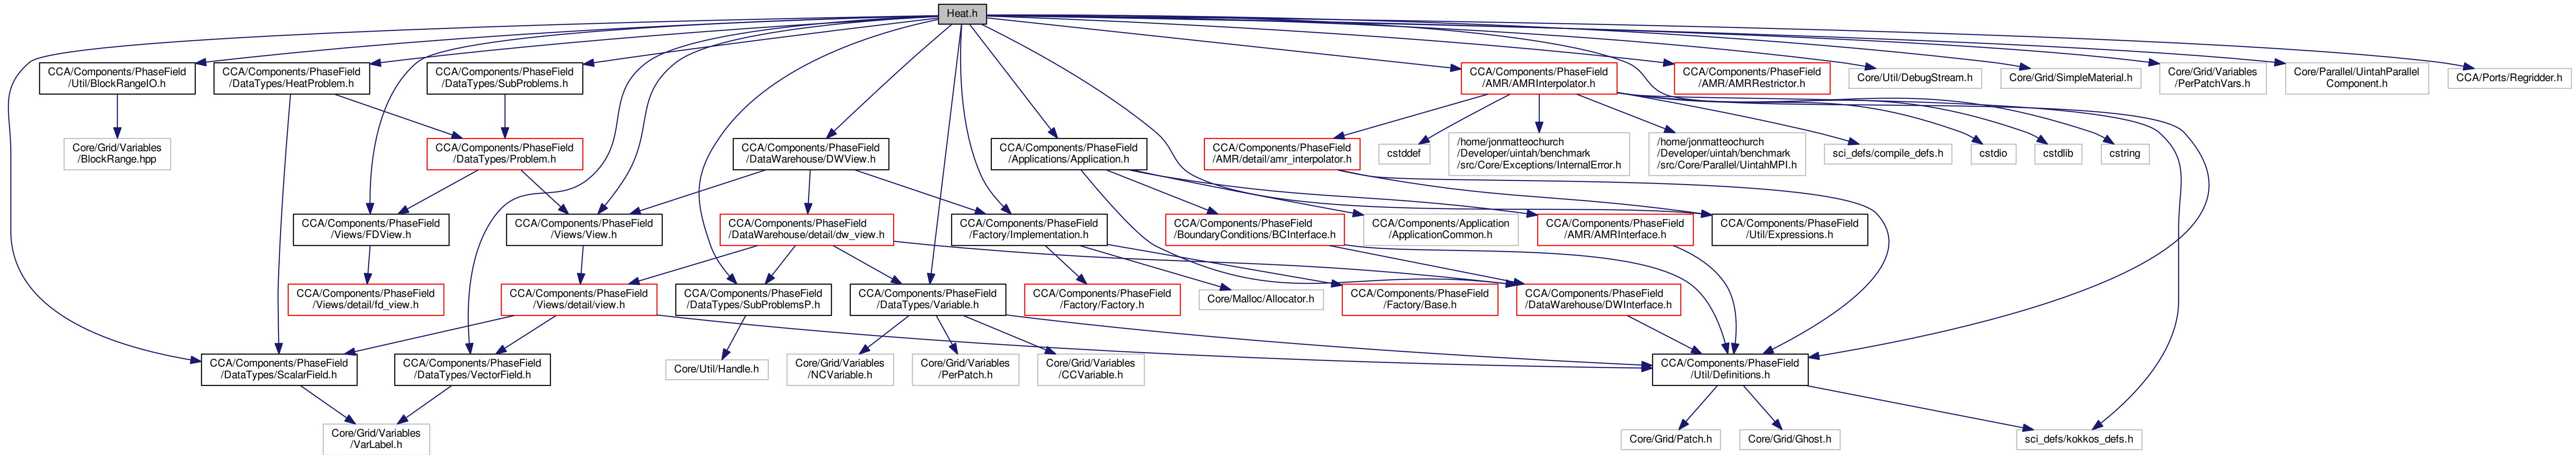 Heat.h
CCA/Components/PhaseField
/Util/BlockRangeIO.h
CCA/Components/PhaseField
/DataTypes/HeatProblem.h
CCA/Components/PhaseField
/DataTypes/SubProblems.h
CCA/Components/PhaseField
/AMR/AMRInterpolator.h
CCA/Components/PhaseField
/AMR/AMRRestrictor.h
Core/Util/DebugStream.h
Core/Grid/SimpleMaterial.h
Core/Grid/Variables
/PerPatchVars.h
Core/Parallel/UintahParallel
Component.h
CCA/Ports/Regridder.h
Core/Grid/Variables
/BlockRange.hpp
CCA/Components/PhaseField
/DataTypes/Problem.h
CCA/Components/PhaseField
/DataWarehouse/DWView.h
CCA/Components/PhaseField
/Applications/Application.h
CCA/Components/PhaseField
/AMR/detail/amr_interpolator.h
cstddef
/home/jonmatteochurch
/Developer/uintah/benchmark
/src/Core/Exceptions/InternalError.h
/home/jonmatteochurch
/Developer/uintah/benchmark
/src/Core/Parallel/UintahMPI.h
sci_defs/compile_defs.h
cstdio
cstdlib
cstring
CCA/Components/PhaseField
/Views/FDView.h
CCA/Components/PhaseField
/Views/View.h
CCA/Components/PhaseField
/DataWarehouse/detail/dw_view.h
CCA/Components/PhaseField
/Factory/Implementation.h
CCA/Components/PhaseField
/BoundaryConditions/BCInterface.h
CCA/Components/Application
/ApplicationCommon.h
CCA/Components/PhaseField
/AMR/AMRInterface.h
CCA/Components/PhaseField
/Util/Expressions.h
CCA/Components/PhaseField
/Views/detail/fd_view.h
CCA/Components/PhaseField
/Views/detail/view.h
CCA/Components/PhaseField
/DataTypes/SubProblemsP.h
CCA/Components/PhaseField
/DataTypes/Variable.h
CCA/Components/PhaseField
/Factory/Factory.h
Core/Malloc/Allocator.h
CCA/Components/PhaseField
/Factory/Base.h
CCA/Components/PhaseField
/DataWarehouse/DWInterface.h
CCA/Components/PhaseField
/DataTypes/ScalarField.h
CCA/Components/PhaseField
/DataTypes/VectorField.h
Core/Util/Handle.h
Core/Grid/Variables
/NCVariable.h
Core/Grid/Variables
/PerPatch.h
Core/Grid/Variables
/CCVariable.h
CCA/Components/PhaseField
/Util/Definitions.h
Core/Grid/Variables
/VarLabel.h
Core/Grid/Patch.h
Core/Grid/Ghost.h
sci_defs/kokkos_defs.h